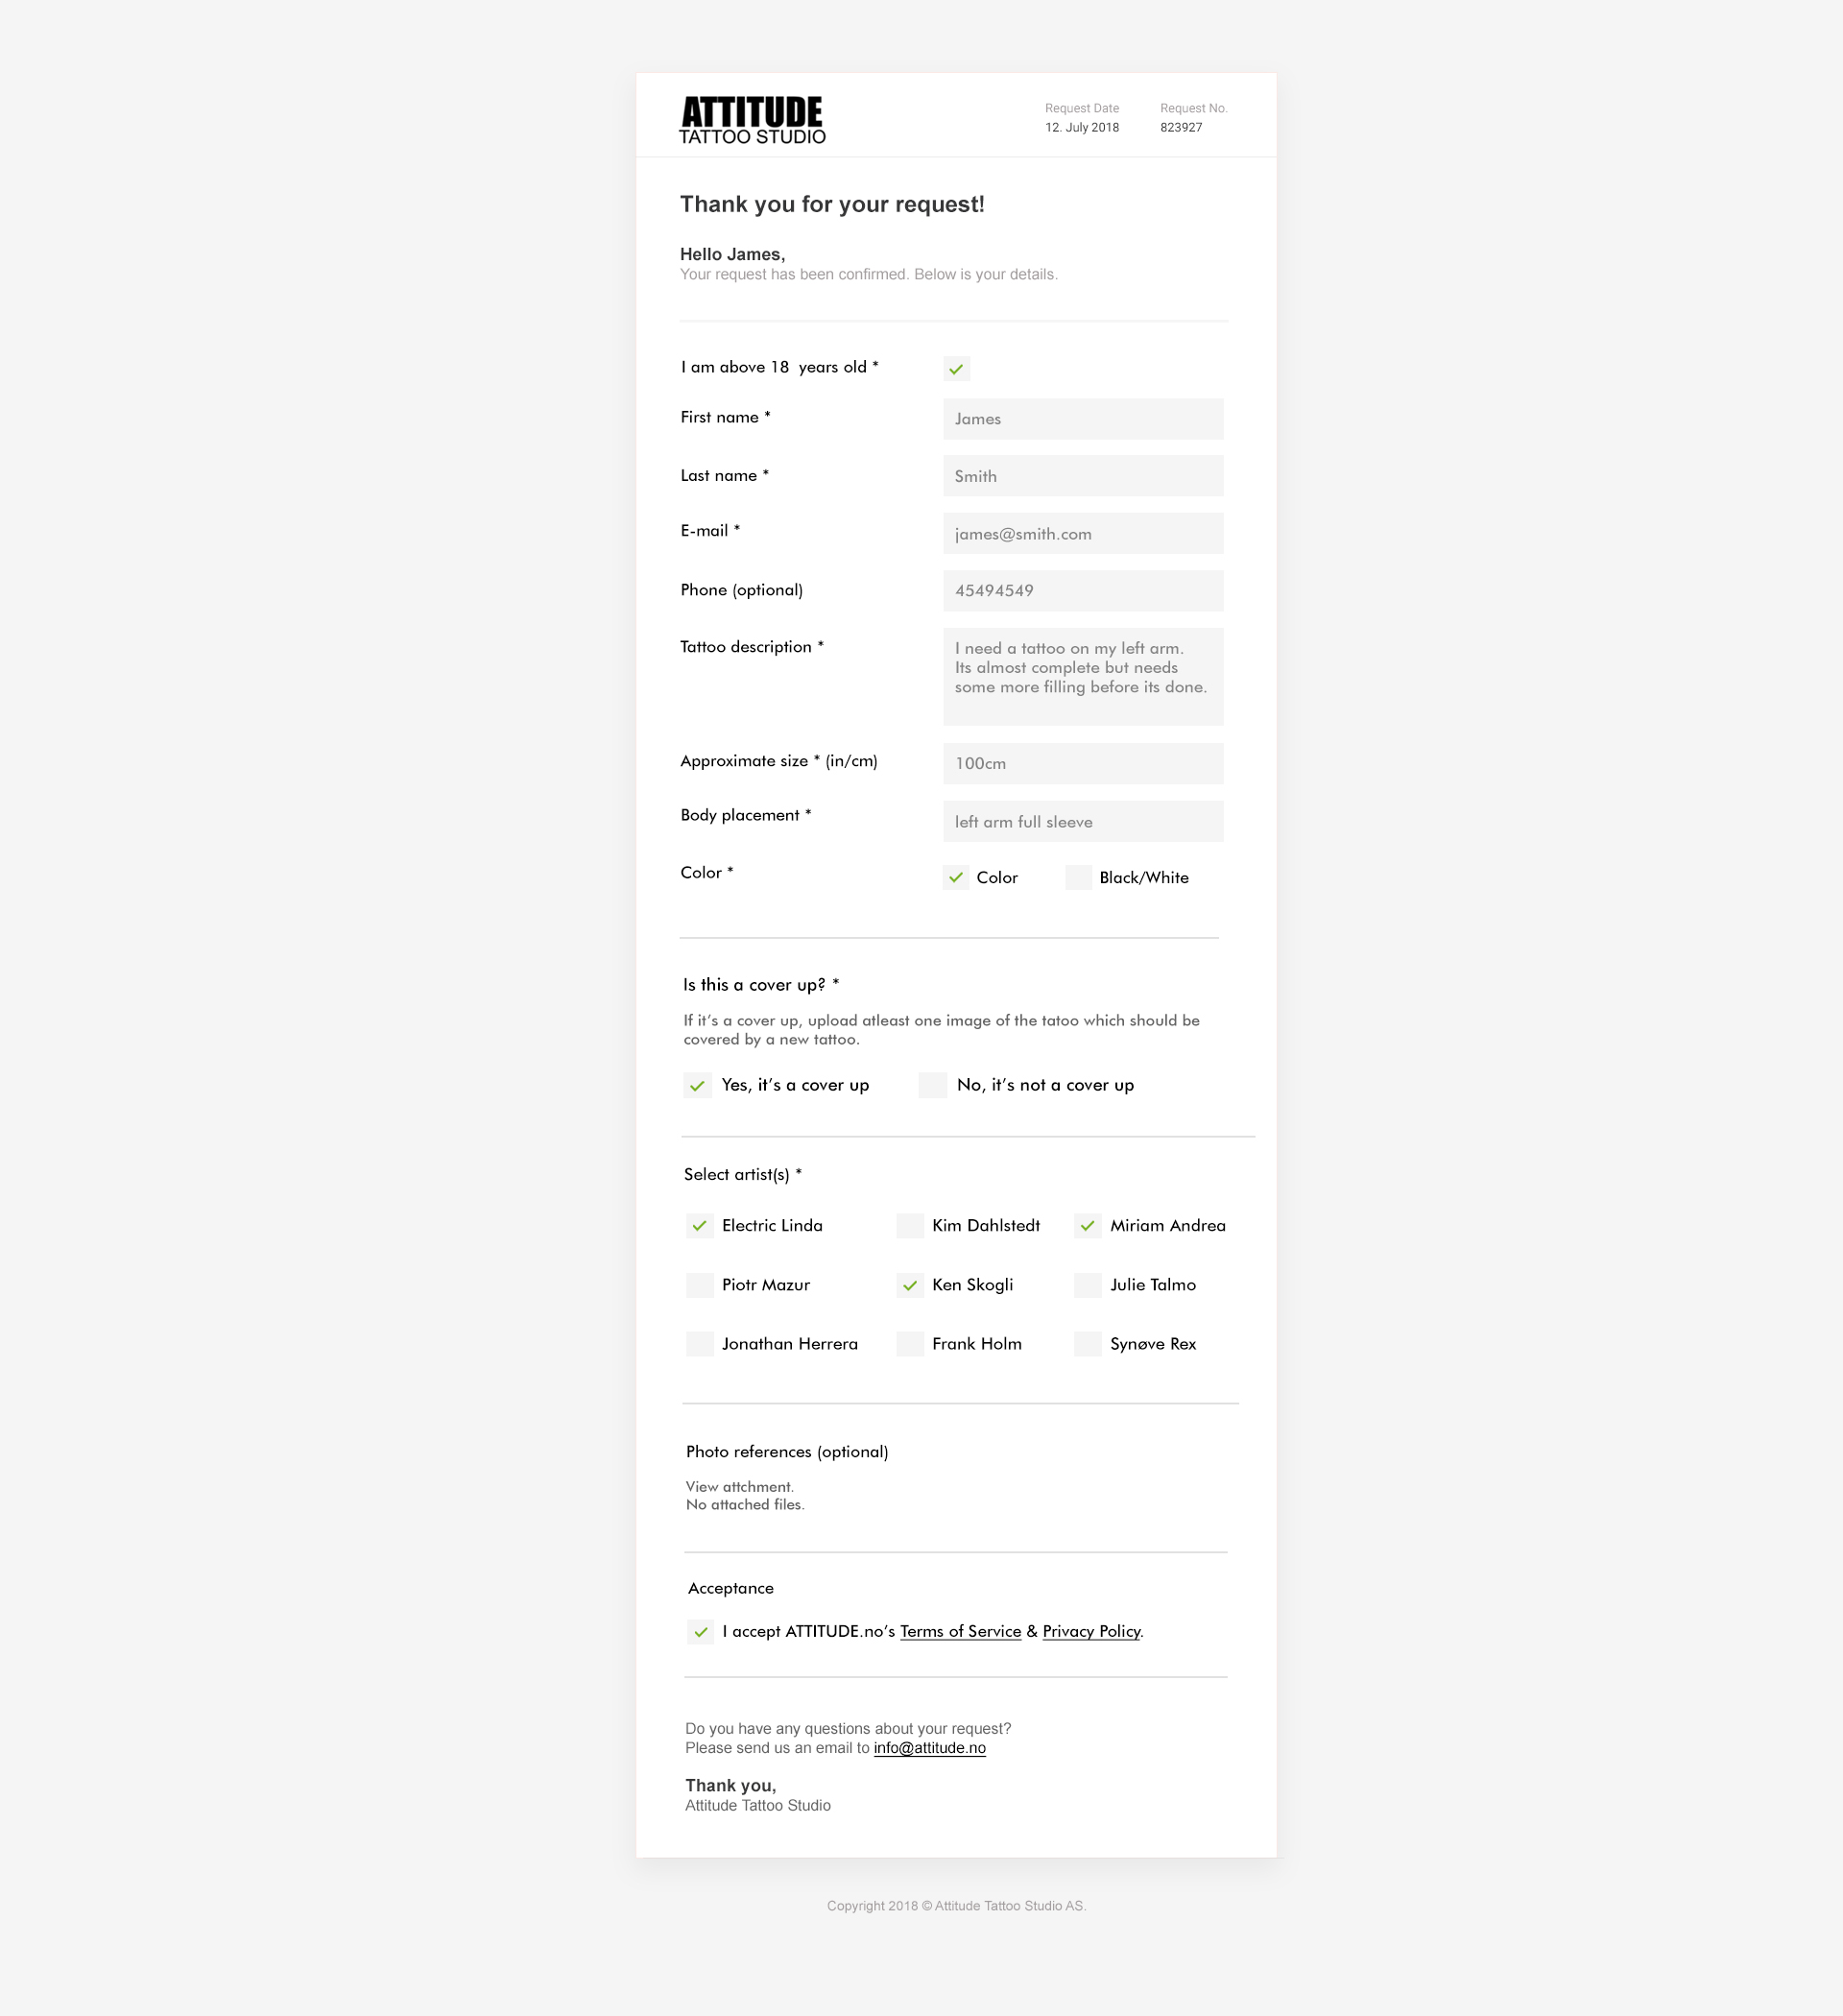 ATTITUDE
TATTOO STUDIO
Request Date
12. July 2018
Request No.
823927
Thank you for your request!
Hello James,
Your request has been confirmed. Below is your details.
I am above 18 years old *
First name *
James
Last name *
Smith
E-mail *
james@smith.com
Phone (optional)
45494549
Tattoo description *
I need a tattoo on my left arm.
Its almost complete but needs
some more filling before its done.
Approximate size * (in/cm)
100cm
Body placement *
left arm full sleeve
Color *
Color
Black/White
Is this a cover up? *
If it's a cover up, upload atleast one image of the tatoo which should be
covered by a new tattoo.
Yes, it's a cover up
No, it's not a cover up
Select artist(s) *
Electric Linda
Kim Dahlstedt
Miriam Andrea
Piotr Mazur
Ken Skogli
Julie Talmo
Jonathan Herrera
Frank Holm
Synøve Rex
Photo references (optional)
View attchment.
No attached files.
Acceptance
I accept ATTITUDE.no's Terms of Service & Privacy Policy.
Do you have any questions about your request?
Please send us an email to info@attitude.no
Thank you,
Attitude Tattoo Studio
Copyright 2018 © Attitude Tattoo Studio AS.